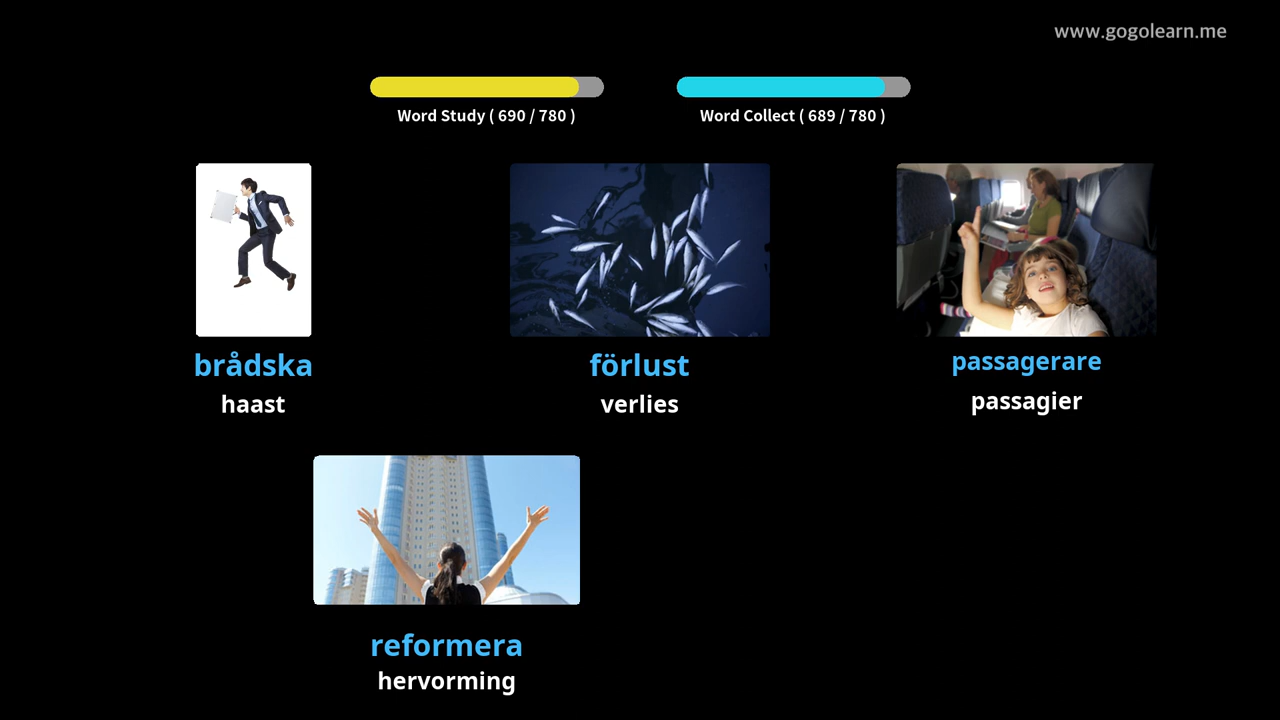 www.gogolearn.me
Word Study ( 690 / 780 )
Word Collect ( 689 / 780 )
brådska
haast
förlust
verlies
passagerare
passagier
reformera
hervorming